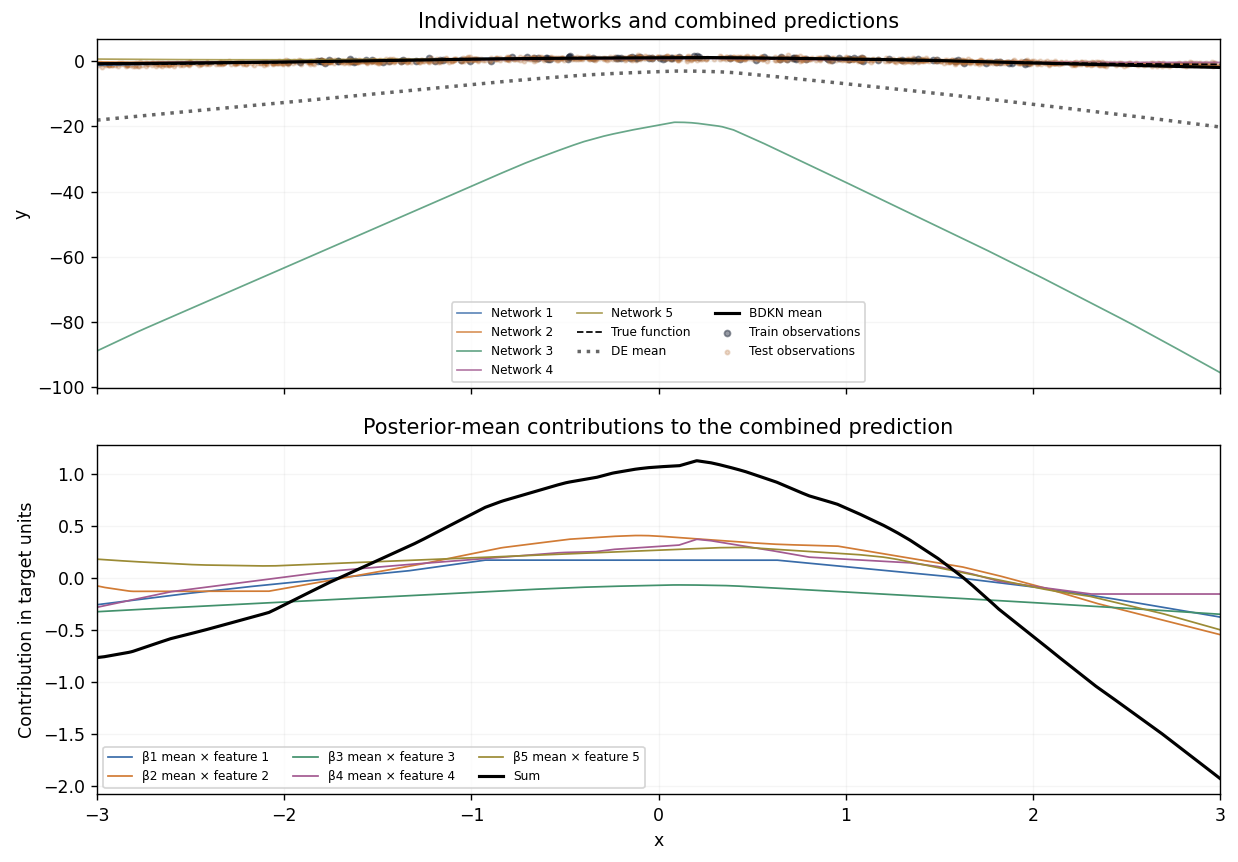 Individual networks and combined predictions
0
−20
−40
−60
−80
−100
y
Network 1
Network 2
Network 3
Network 4
Network 5
True function
DE mean
BDKN mean
Train observations
Test observations
Posterior-mean contributions to the combined prediction
1.0
0.5
0.0
−0.5
−1.0
−1.5
−2.0
Contribution in target units
β1 mean × feature 1
β2 mean × feature 2
β3 mean × feature 3
β4 mean × feature 4
β5 mean × feature 5
Sum
−3
−2
−1
0
1
2
3
x